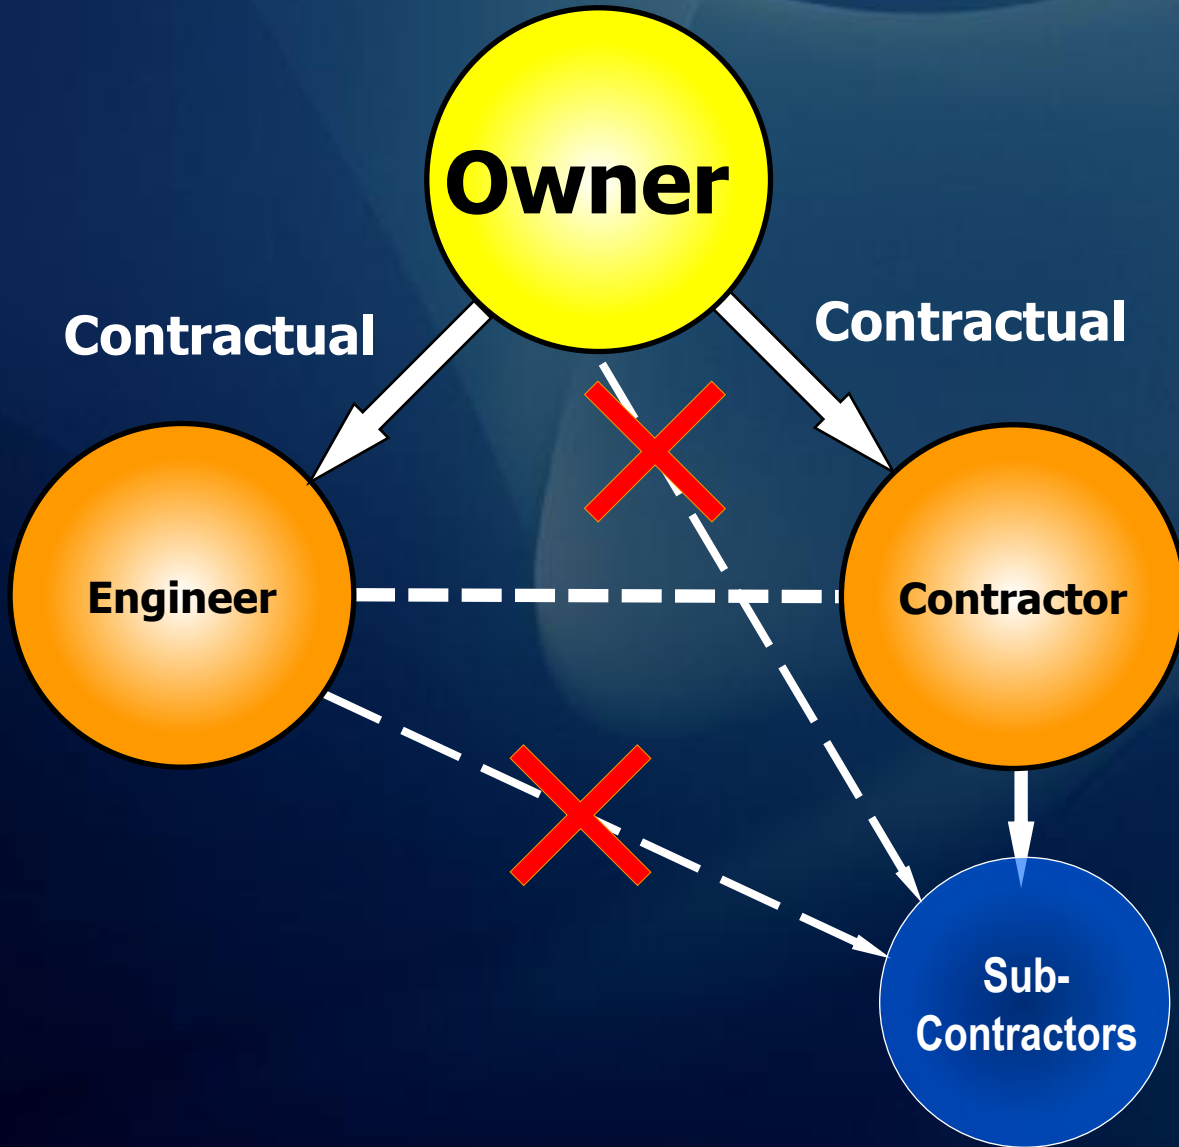 Owner
Contractual
Contractual
Engineer
Contractor
Sub-
Contractors